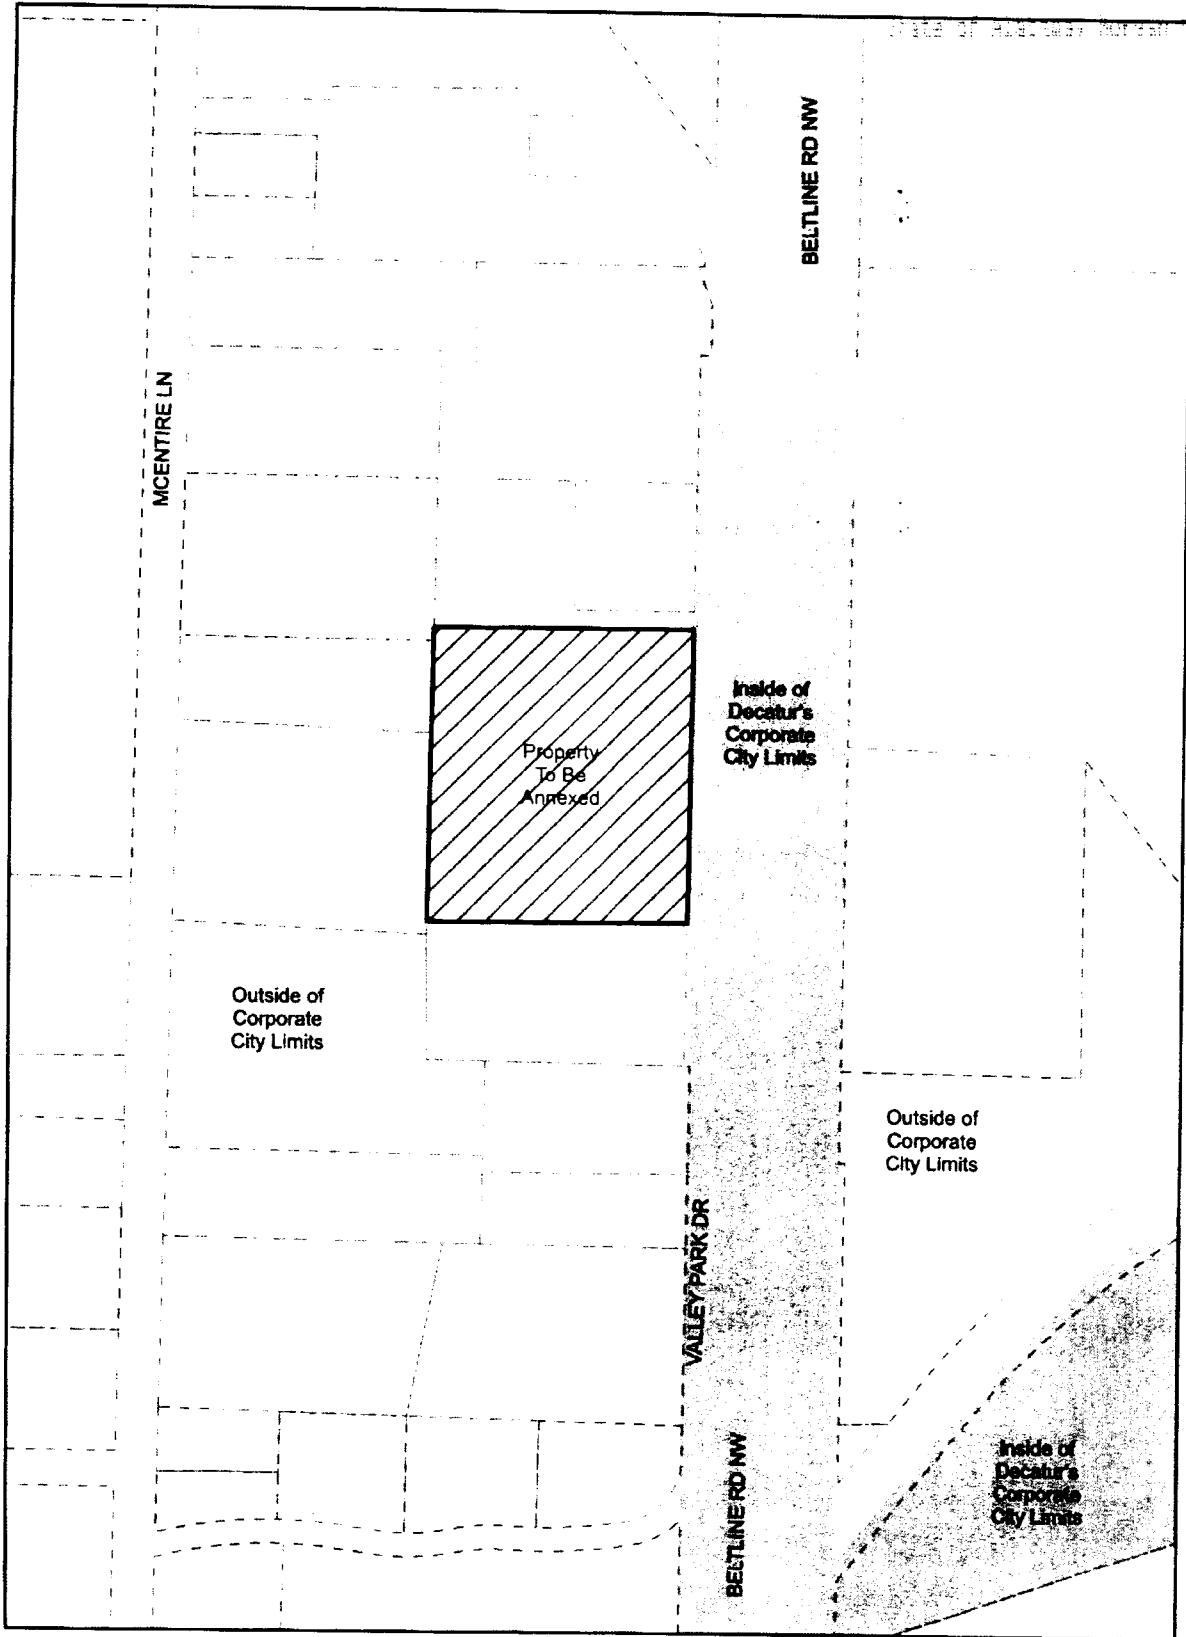 BELTLINE RD NW
MCENTIRE LN
Inside of
Decatur's
Corporate
City Limits
Property
To Be
Annexed
Outside of
Corporate
City Limits
Outside of
Corporate
City Limits
VALLEY PARK DR
BELTLINE RD NW
Inside of
Decatur's
Corporate
City Limits